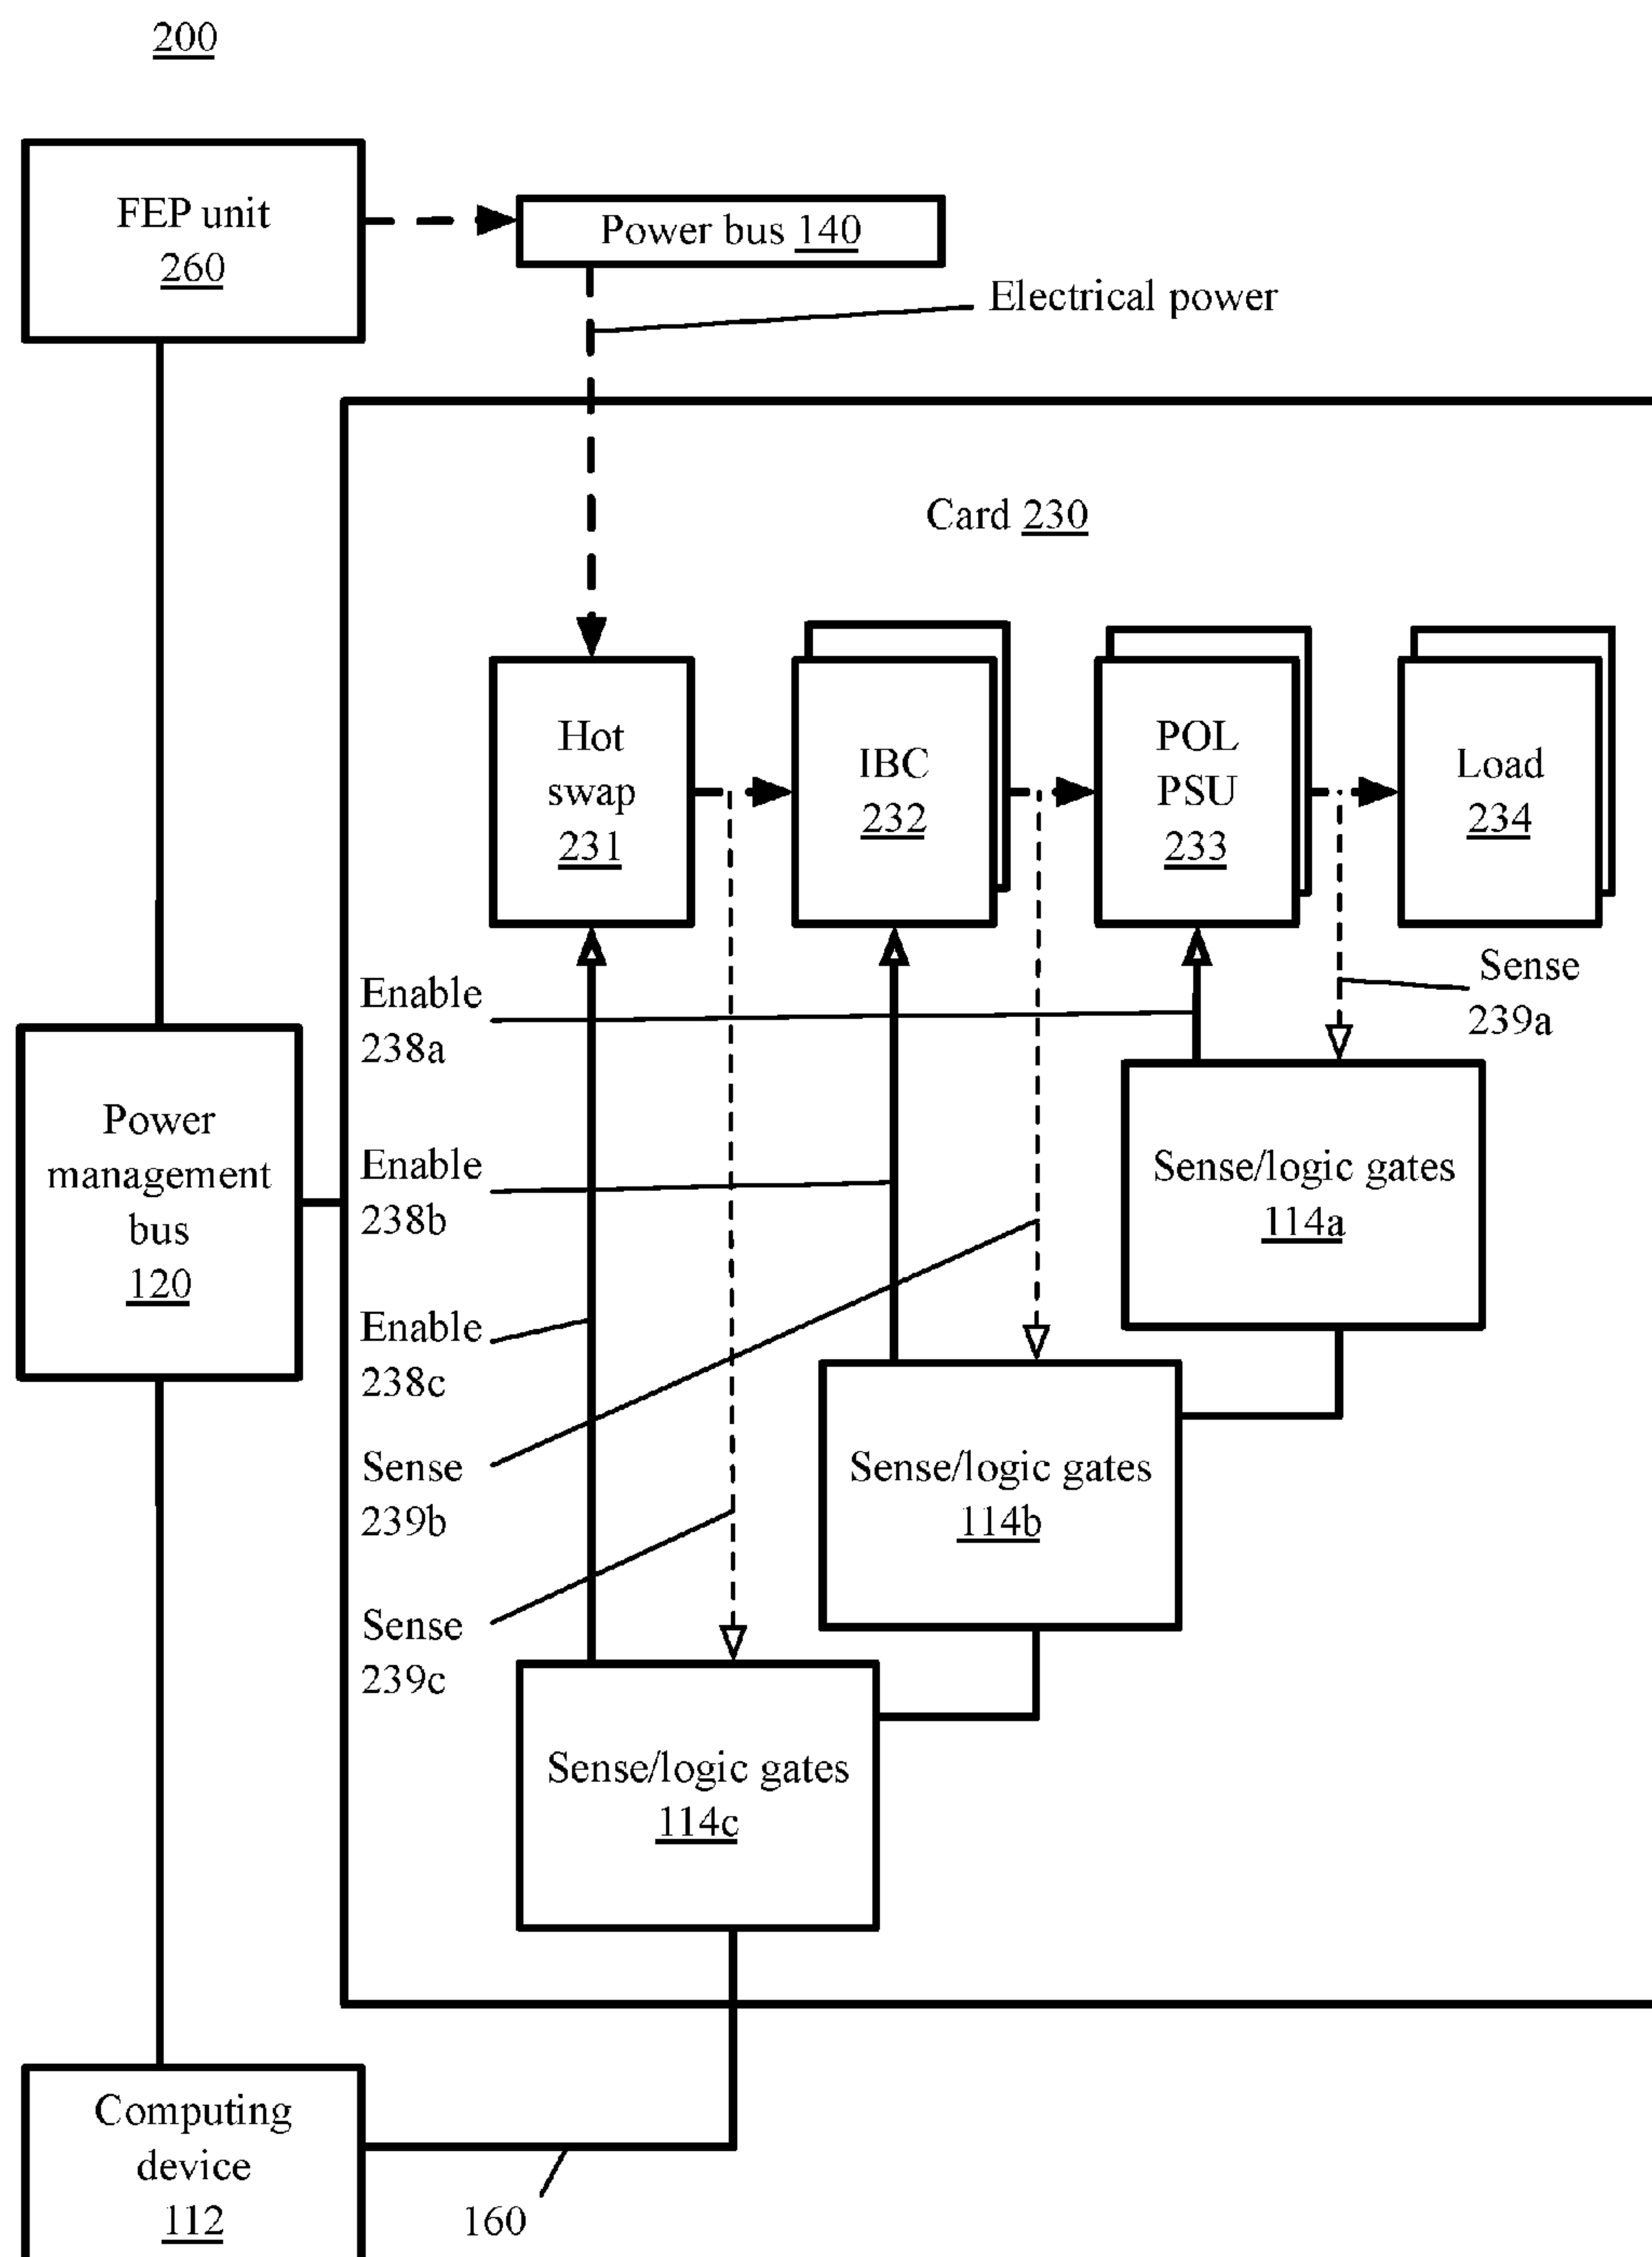 200
FEP unit
260
Power bus 140
Electrical power
Card 230
Hot
swap
231
IBC
232
POL
PSU
233
Load
234
Sense
239a
Enable
238a
Power
management
bus
120
Enable
238b
Sense/logic gates
114a
Enable
238c
Sense
239b
Sense/logic gates
114b
Sense
239c
Sense/logic gates
114c
Computing
device
112
160